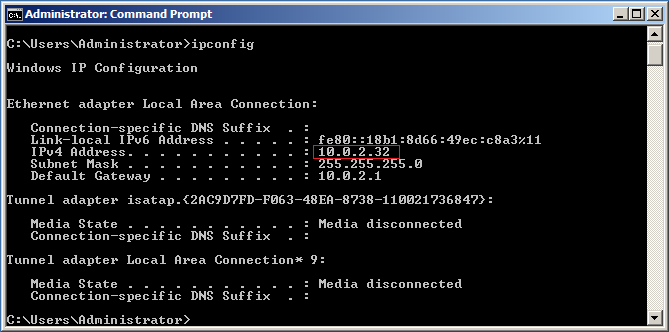 Administrator: Command Prompt
C:\Users\Administrator>ipconfig
Windows IP Configuration
Ethernet adapter Local Area Connection:
Connection-specific DNS Suffix . :
Link-local IPv6 Address . . . . . : fe80::18b1:8d66:49ec:c8a3%11
IPv4 Address. . . . . . . . . . . : 10.0.2.32
Subnet Mask . . . . . . . . . . . : 255.255.255.0
Default Gateway . . . . . . . . . : 10.0.2.1
Tunnel adapter isatap.{2AC9D7FD-F063-48EA-8738-110021736847}:
Media State . . . . . . . . . . . : Media disconnected
Connection-specific DNS Suffix . :
Tunnel adapter Local Area Connection* 9:
Media State . . . . . . . . . . . : Media disconnected
Connection-specific DNS Suffix . :
C:\Users\Administrator>